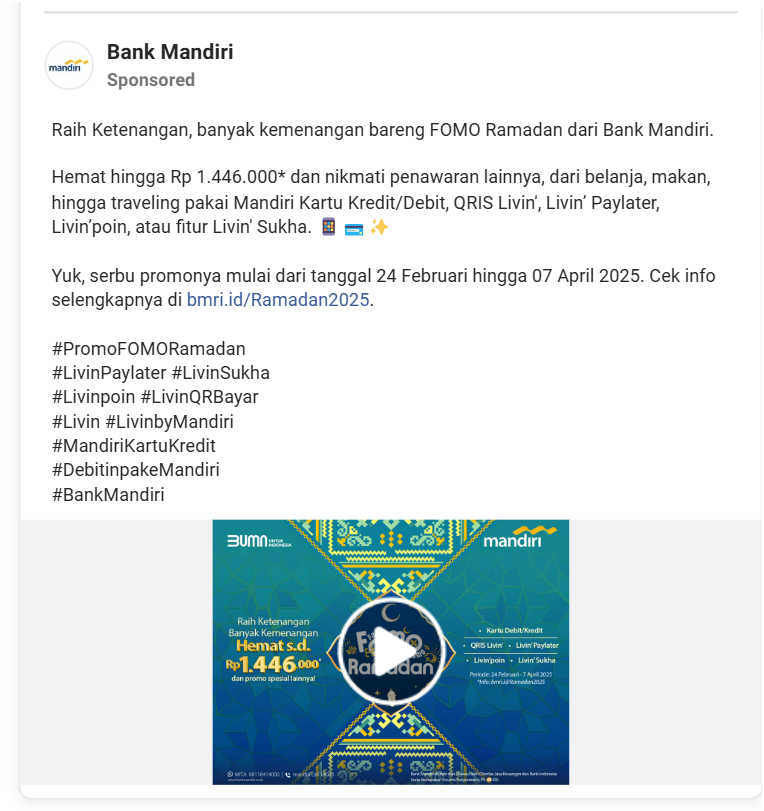 Bank Mandiri
mandiri
Sponsored
Raih Ketenangan, banyak kemenangan bareng FOMO Ramadan dari Bank Mandiri.
Hemat hingga Rp 1.446.000* dan nikmati penawaran lainnya, dari belanja, makan,
hingga traveling pakai Mandiri Kartu Kredit/Debit, QRIS Livin', Livin’ Paylater,
Livin’poin, atau fitur Livin' Sukha. 📱 💳 ✨
Yuk, serbu promonya mulai dari tanggal 24 Februari hingga 07 April 2025. Cek info
selengkapnya di bmri.id/Ramadan2025.
#PromoFOMORamadan
#LivinPaylater #LivinSukha
#Livinpoin #LivinQRBayar
#Livin #LivinbyMandiri
#MandiriKartuKredit
#DebitinpakeMandiri
#BankMandiri
BUMN UNTUK INDONESIA
mandiri
Raih Ketenangan
Banyak Kemenangan
Hemat s.d.
Rp1.446.000*
dan promo spesial lainnya!
Fomo
Ramadan
• Kartu Debit/Kredit
• QRIS Livin' • Livin' Paylater
• Livin'poin • Livin' Sukha
Periode: 24 Februari - 7 April 2025
*Info: bmri.id/Ramadan2025